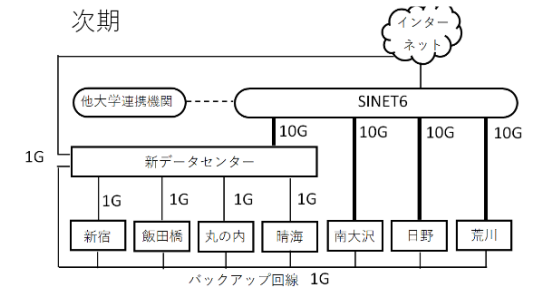 次期
インター
ネット
他大学連携機関
SINET6
10G
10G
10G
10G
1G
新データセンター
1G
1G
1G
1G
新宿
飯田橋
丸の内
晴海
南大沢
日野
荒川
バックアップ回線 1G